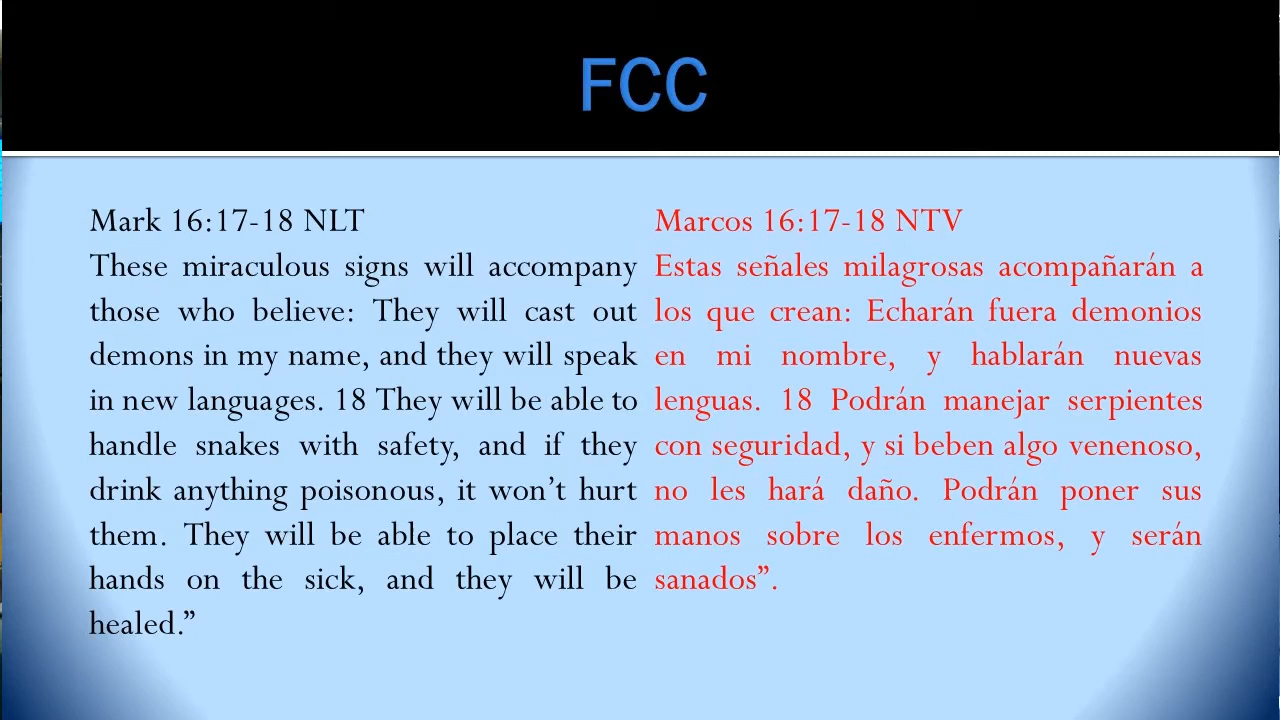 FCC
Mark 16:17-18 NLT
These miraculous signs will accompany
those who believe: They will cast out
demons in my name, and they will speak
in new languages. 18 They will be able to
handle snakes with safety, and if they
drink anything poisonous, it won’t hurt
them. They will be able to place their
hands on the sick, and they will be
healed.”
Marcos 16:17-18 NTV
Estas señales milagrosas acompañarán a
los que crean: Echarán fuera demonios
en mi nombre, y hablarán nuevas
lenguas. 18 Podrán manejar serpientes
con seguridad, y si beben algo venenoso,
no les hará daño. Podrán poner sus
manos sobre los enfermos, y serán
sanados”.